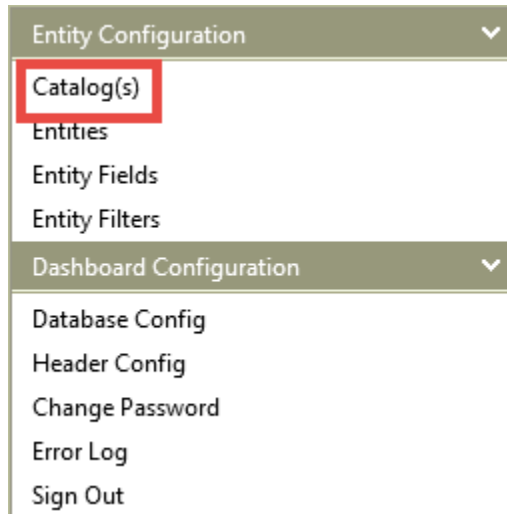 Entity Configuration
Catalog(s)
Entities
Entity Fields
Entity Filters
Dashboard Configuration
Database Config
Header Config
Change Password
Error Log
Sign Out